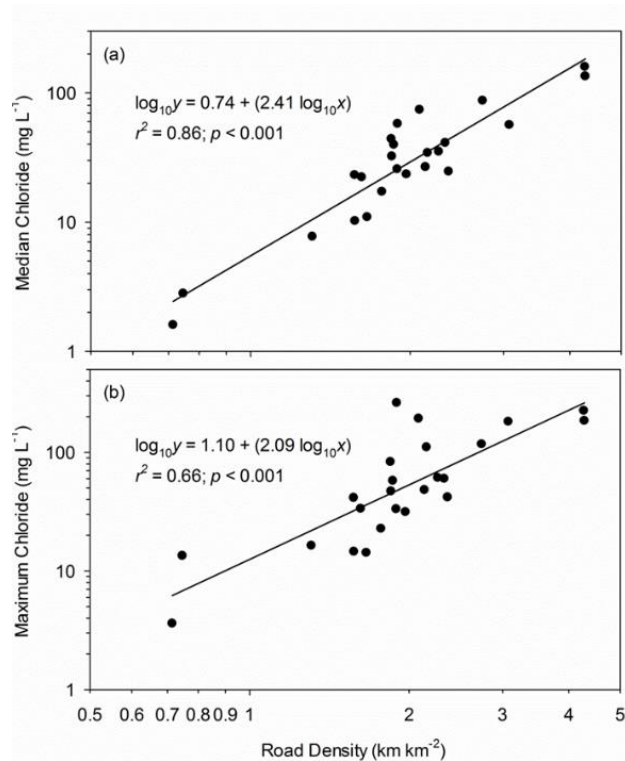 (a)
log₁₀y = 0.74 + (2.41 log₁₀x)
r² = 0.86; p < 0.001
Median Chloride (mg L⁻¹)
100
10
1
(b)
log₁₀y = 1.10 + (2.09 log₁₀x)
r² = 0.66; p < 0.001
Maximum Chloride (mg L⁻¹)
100
10
1
0.5 0.6 0.7 0.8 0.9 1 2 3 4 5
Road Density (km km⁻²)